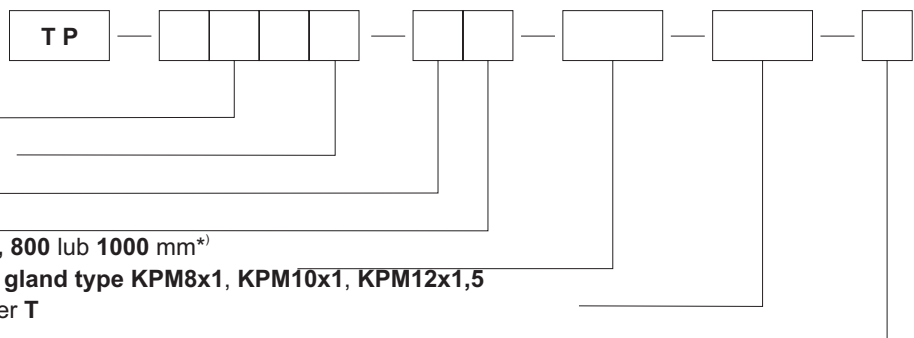 T P
, 800 lub 1000 mm*)
gland type KPM8x1, KPM10x1, KPM12x1,5
er T